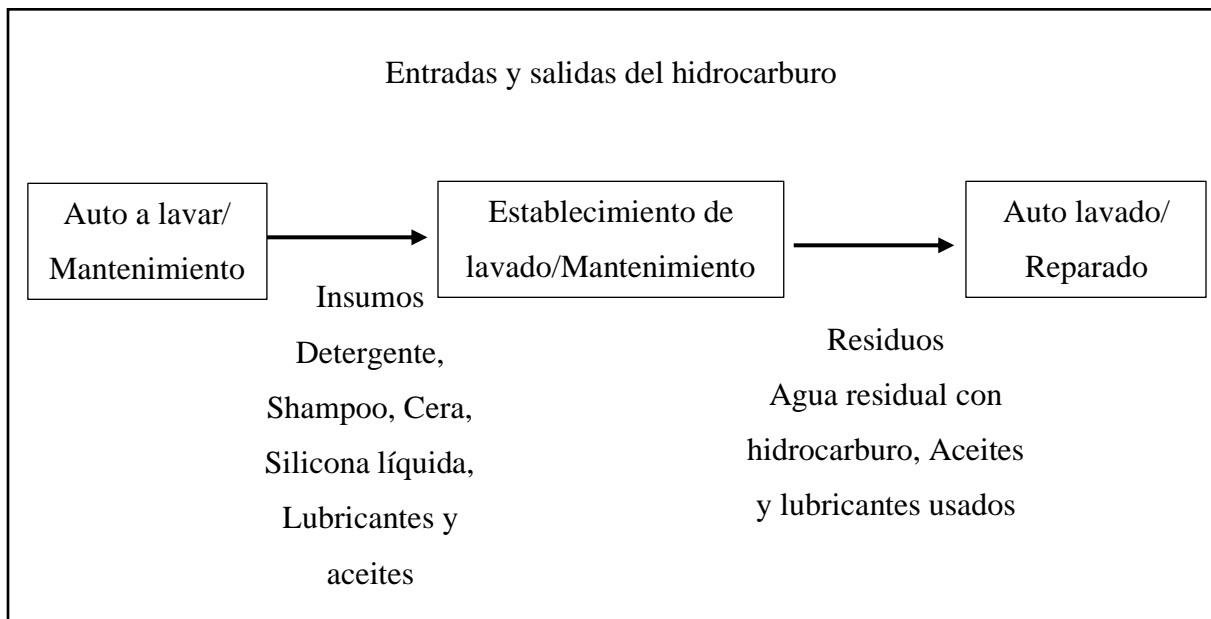 Entradas y salidas del hidrocarburo
Auto a lavar/
Mantenimiento
Establecimiento de
lavado/Mantenimiento
Auto lavado/
Reparado
Insumos
Detergente,
Shampoo, Cera,
Silicona líquida,
Lubricantes y
aceites
Residuos
Agua residual con
hidrocarburo, Aceites
y lubricantes usados